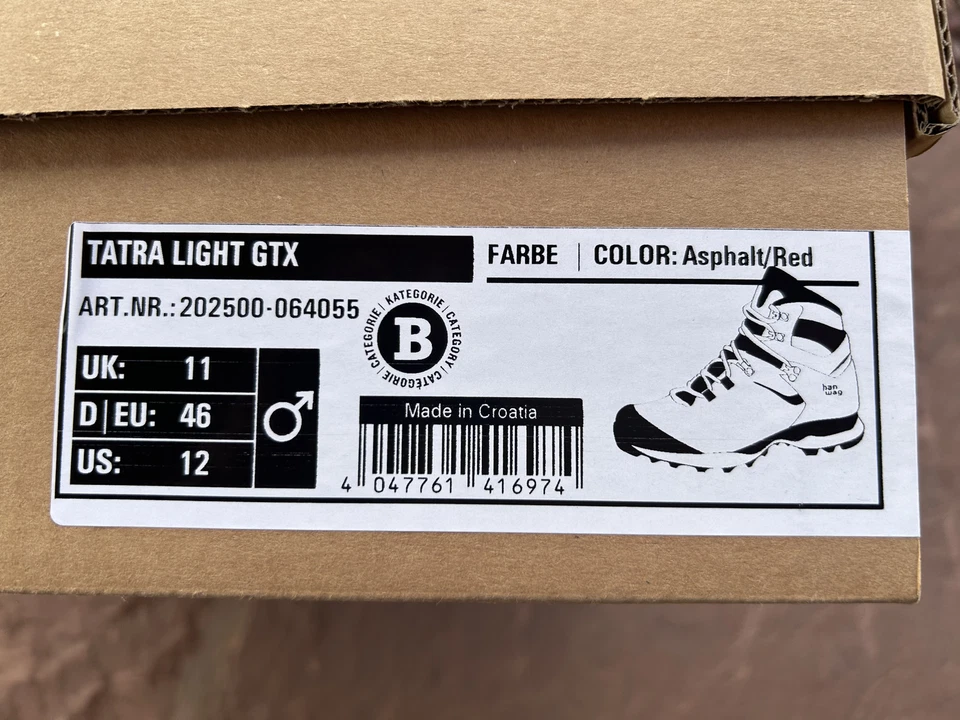 TATRA LIGHT GTX
FARBE | COLOR: Asphalt/Red
ART.NR.: 202500-064055
KATEGORIE | CATEGORY | CATÉGORIE | CATEGORIE |
B
UK: 11
D|EU: 46
US: 12
Made in Croatia
4 047761 416974
han
wag